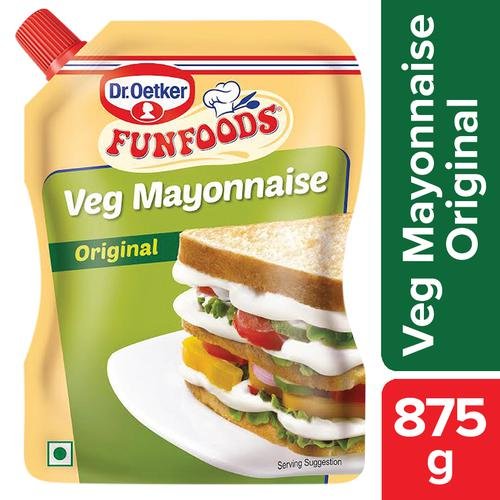 Dr. Oetker
FUNFOODS
Veg Mayonnaise
Original
Serving Suggestion
Veg Mayonnaise
Original
875
g